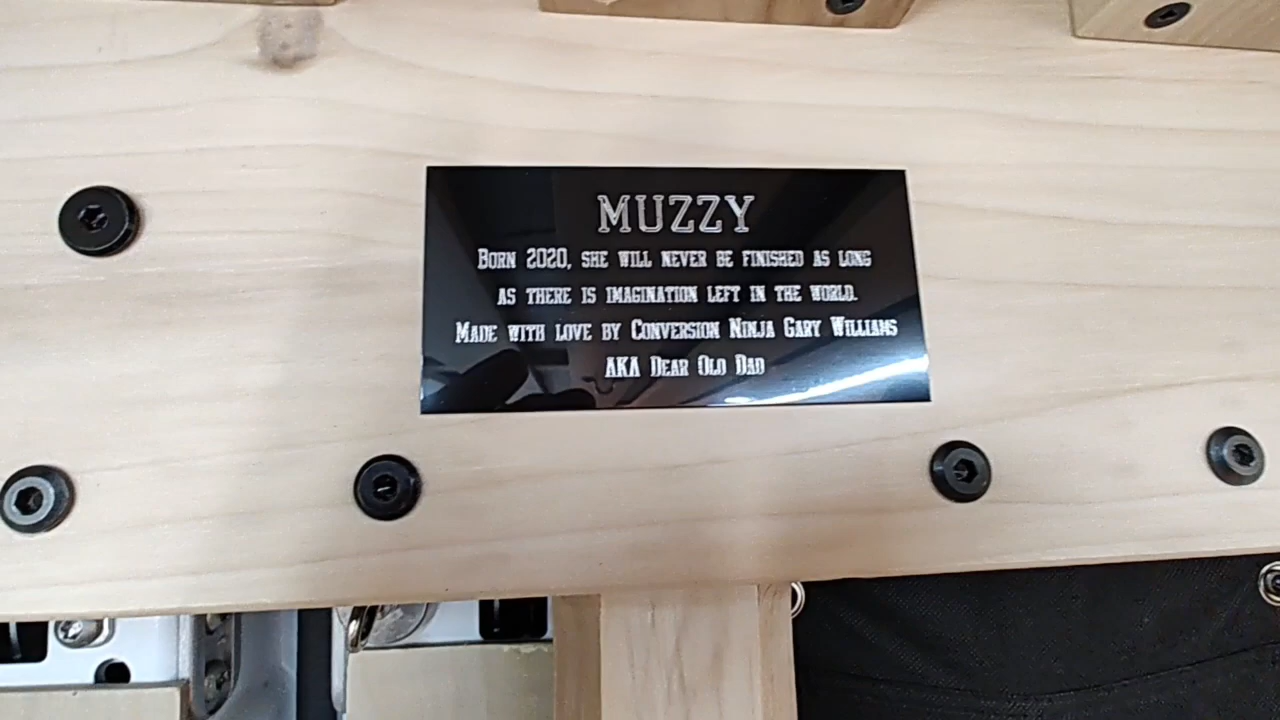 MUZZY
BORN 2020, SHE WILL NEVER BE FINISHED AS LONG
AS THERE IS IMAGINATION LEFT IN THE WORLD.
MADE WITH LOVE BY CONVERSION NINJA GARY WILLIAMS
AKA DEAR OLD DAD